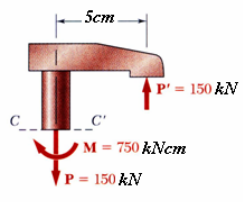 5cm
P' = 150 kN
C
C'
M = 750 kNcm
P = 150 kN